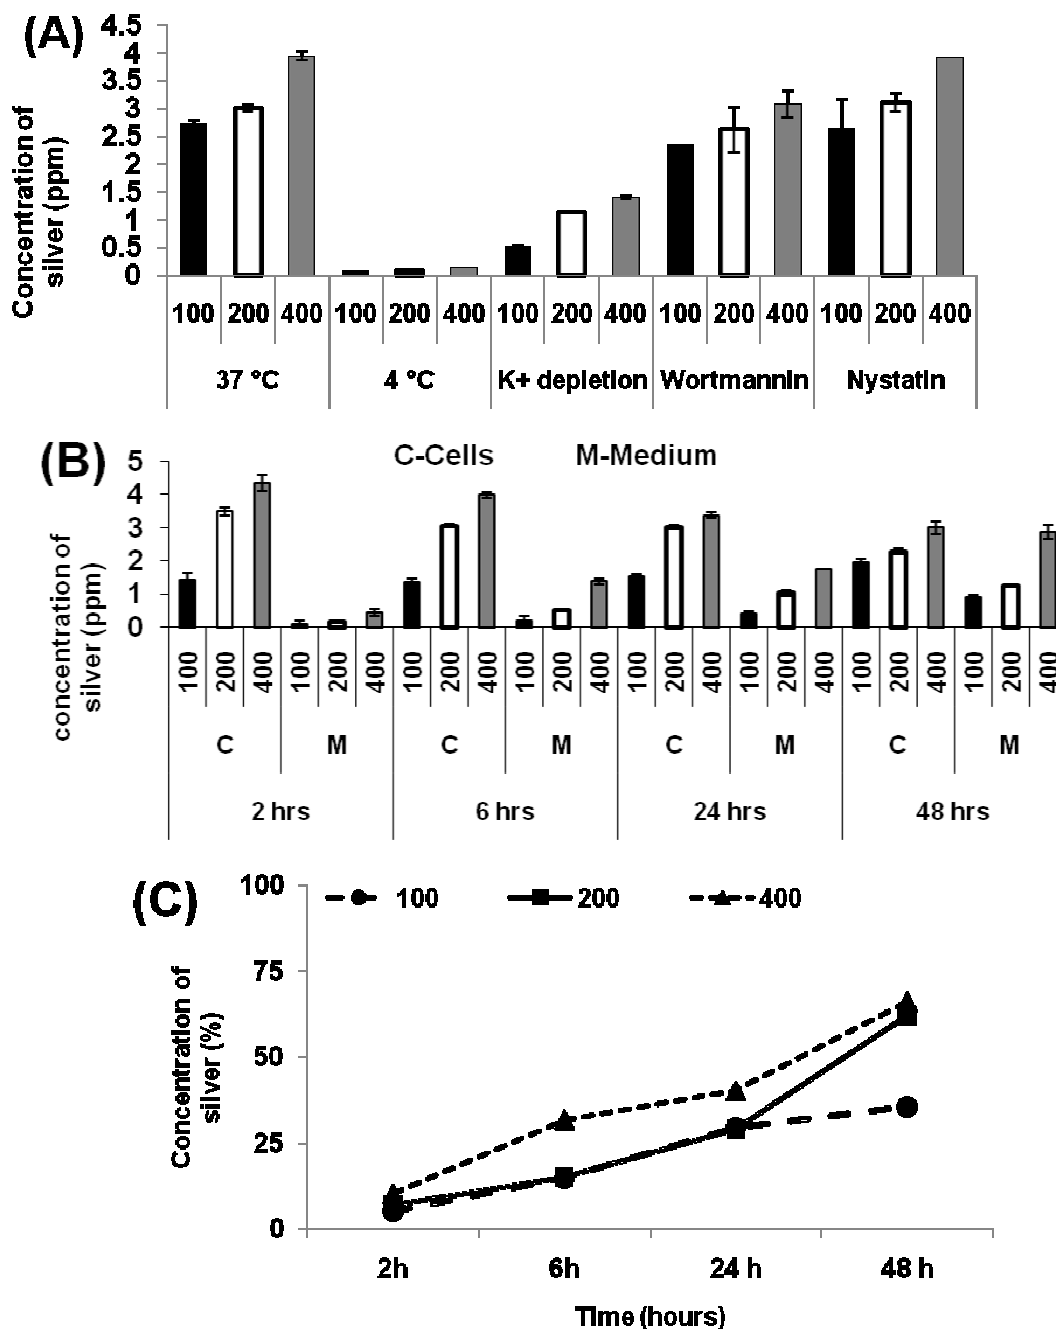 (A)
Concentration of
silver (ppm)
4.5
4
3.5
3
2.5
2
1.5
1
0.5
0
100 200 400 100 200 400 100 200 400 100 200 400 100 200 400
37 °C 4 °C K+ depletion Wortmannin Nystatin
(B)
C-Cells M-Medium
concentration of
silver (ppm)
5
4
3
2
1
0
100 200 400 100 200 400 100 200 400 100 200 400 100 200 400 100 200 400 100 200 400 100 200 400
C M C M C M C M
2 hrs 6 hrs 24 hrs 48 hrs
(C)
100 200 400
Concentration of
silver (%)
100
75
50
25
0
2h 6h 24 h 48 h
Time (hours)